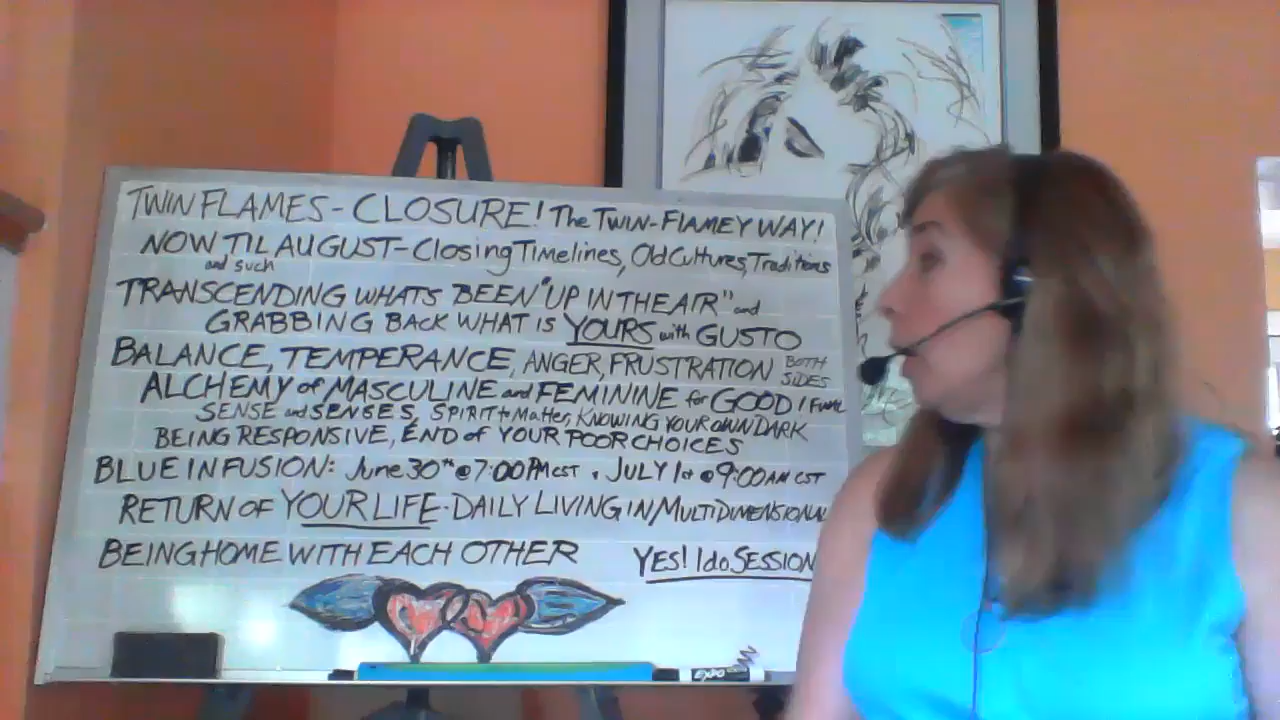 TWIN FLAMES - CLOSURE! The TWIN-FLAMEY WAY!
NOW TIL AUGUST - Closing Timelines, Old Cultures, Traditions
and such
TRANSCENDING WHATS BEEN "UP IN THE AIR" and
GRABBING BACK WHAT IS YOURS with GUSTO
BALANCE, TEMPERANCE, ANGER, FRUSTRATION BOTH SIDES
ALCHEMY of MASCULINE and FEMININE for GOOD!
SENSE and SENSES, SPIRIT to Matter, KNOWING YOUR OWN DARK
BEING RESPONSIVE, END of YOUR POOR CHOICES
BLUE INFUSION: June 30th @ 7:00 PM CST , JULY 1st @ 9:00 AM CST
RETURN OF YOUR LIFE - DAILY LIVING IN MULTIDIMENSIONAL
BEING HOME WITH EACH OTHER YES! I do. SESSION
EXPO